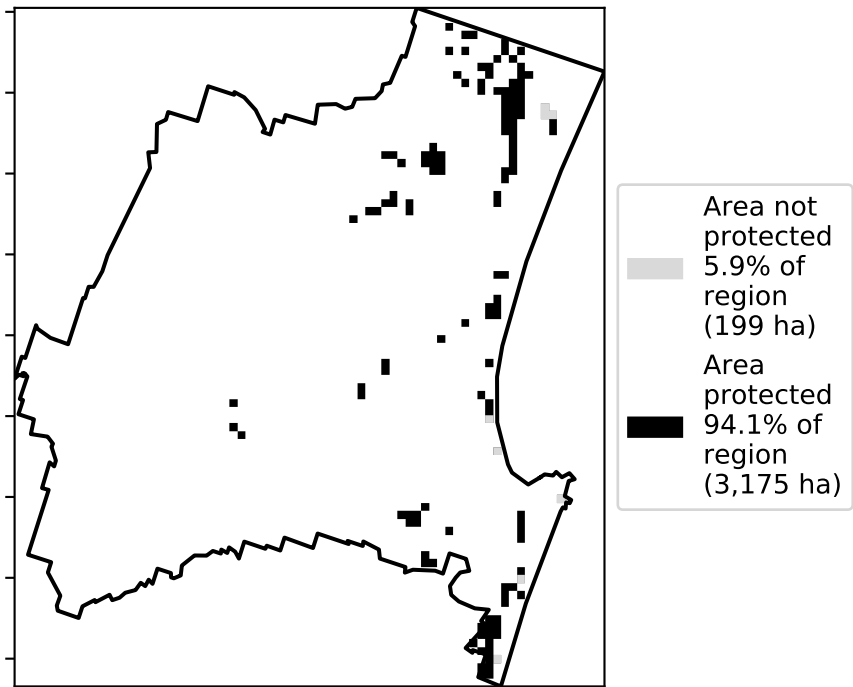 Area not
protected
5.9% of
region
(199 ha)
Area
protected
94.1% of
region
(3,175 ha)